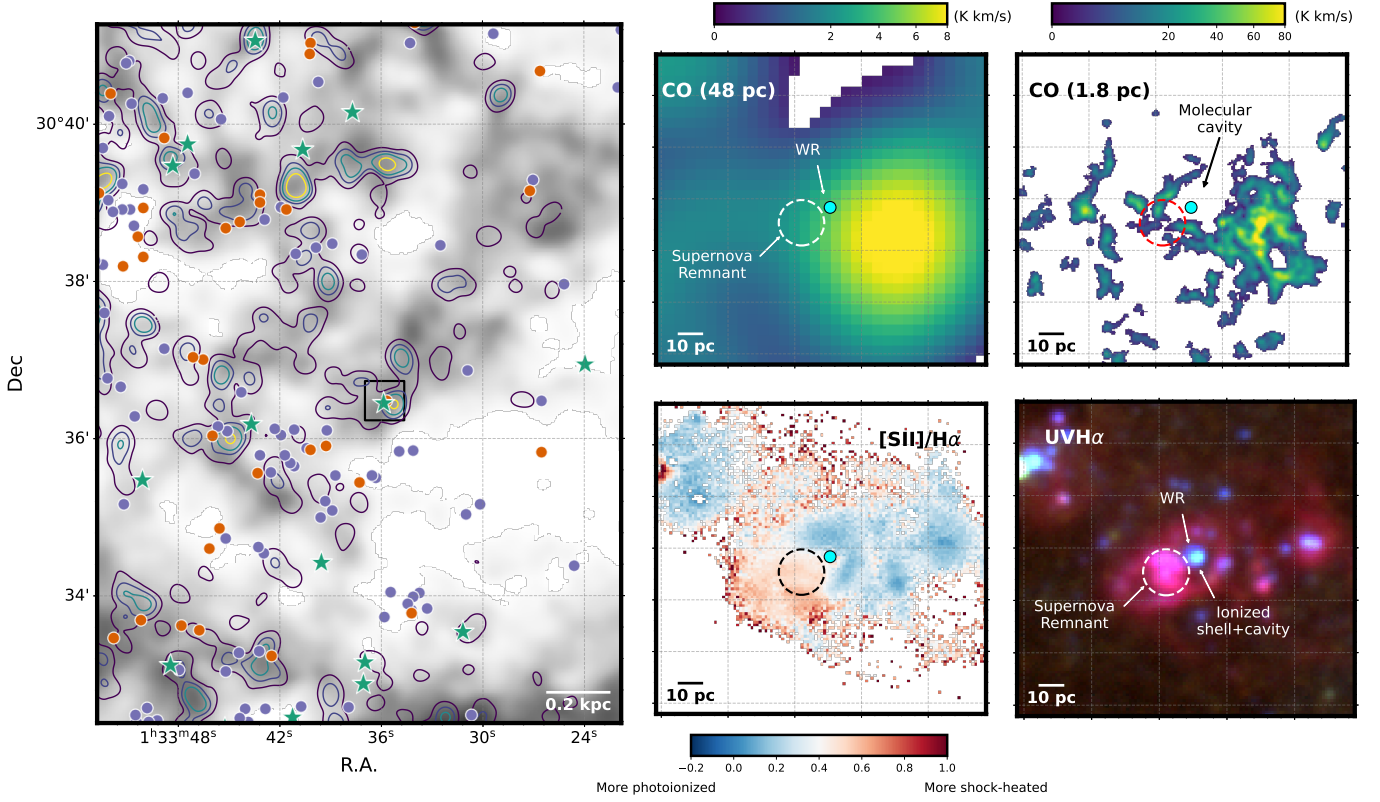 (K km/s)
0 2 4 6 8
(K km/s)
0 20 40 60 80
Dec
30°40'
38'
36'
34'
0.2 kpc
1ʰ33ᵐ48ˢ 42ˢ 36ˢ 30ˢ 24ˢ
R.A.
CO (48 pc)
WR
Supernova
Remnant
10 pc
CO (1.8 pc)
Molecular
cavity
10 pc
[SII]/Hα
10 pc
−0.2 0.0 0.2 0.4 0.6 0.8 1.0
More photoionized
More shock-heated
UVHα
WR
Supernova
Remnant
Ionized
shell+cavity
10 pc